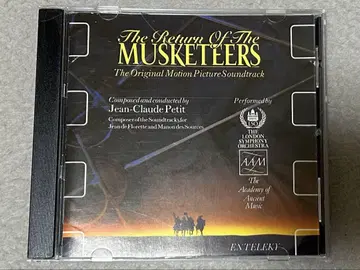 The Return Of The
MUSKETEERS
The Original Motion Picture Soundtrack
Composed and conducted by
Jean-Claude Petit
Composer of the Soundtracks for
Jean de Florette and Manon des Sources
Performed by
LSO
THE
LONDON
SYMPHONY
ORCHESTRA
AAM
The
Academy of
Ancient
Music
ENTELEKY